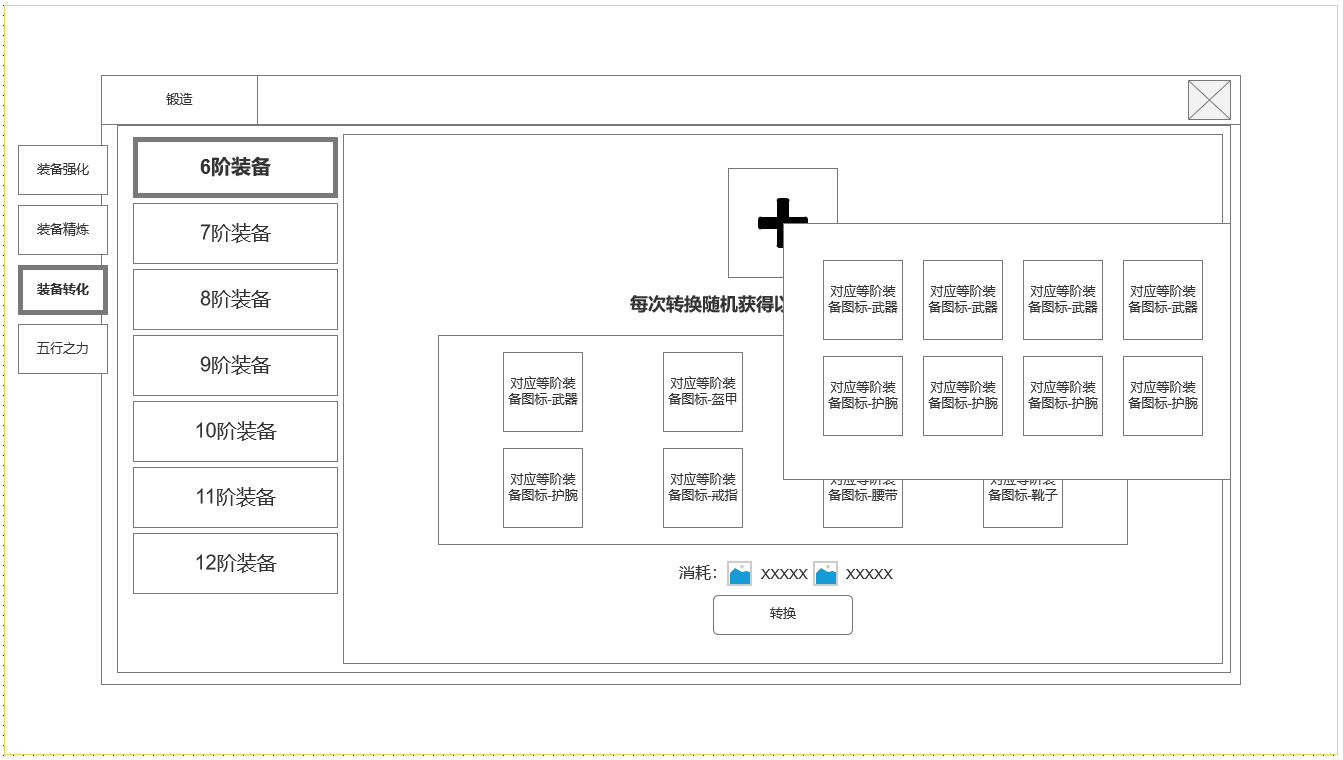 锻造
装备强化
装备精炼
装备转化
五行之力
6阶装备
7阶装备
8阶装备
9阶装备
10阶装备
11阶装备
12阶装备
每次转换随机获得以
对应等阶装
备图标-武器
对应等阶装
备图标-盔甲
对应等阶装
备图标-护腕
对应等阶装
备图标-戒指
对应等阶装
备图标-腰带
对应等阶装
备图标-靴子
对应等阶装
备图标-武器
对应等阶装
备图标-武器
对应等阶装
备图标-武器
对应等阶装
备图标-武器
对应等阶装
备图标-护腕
对应等阶装
备图标-护腕
对应等阶装
备图标-护腕
对应等阶装
备图标-护腕
消耗： XXXXX XXXXX
转换